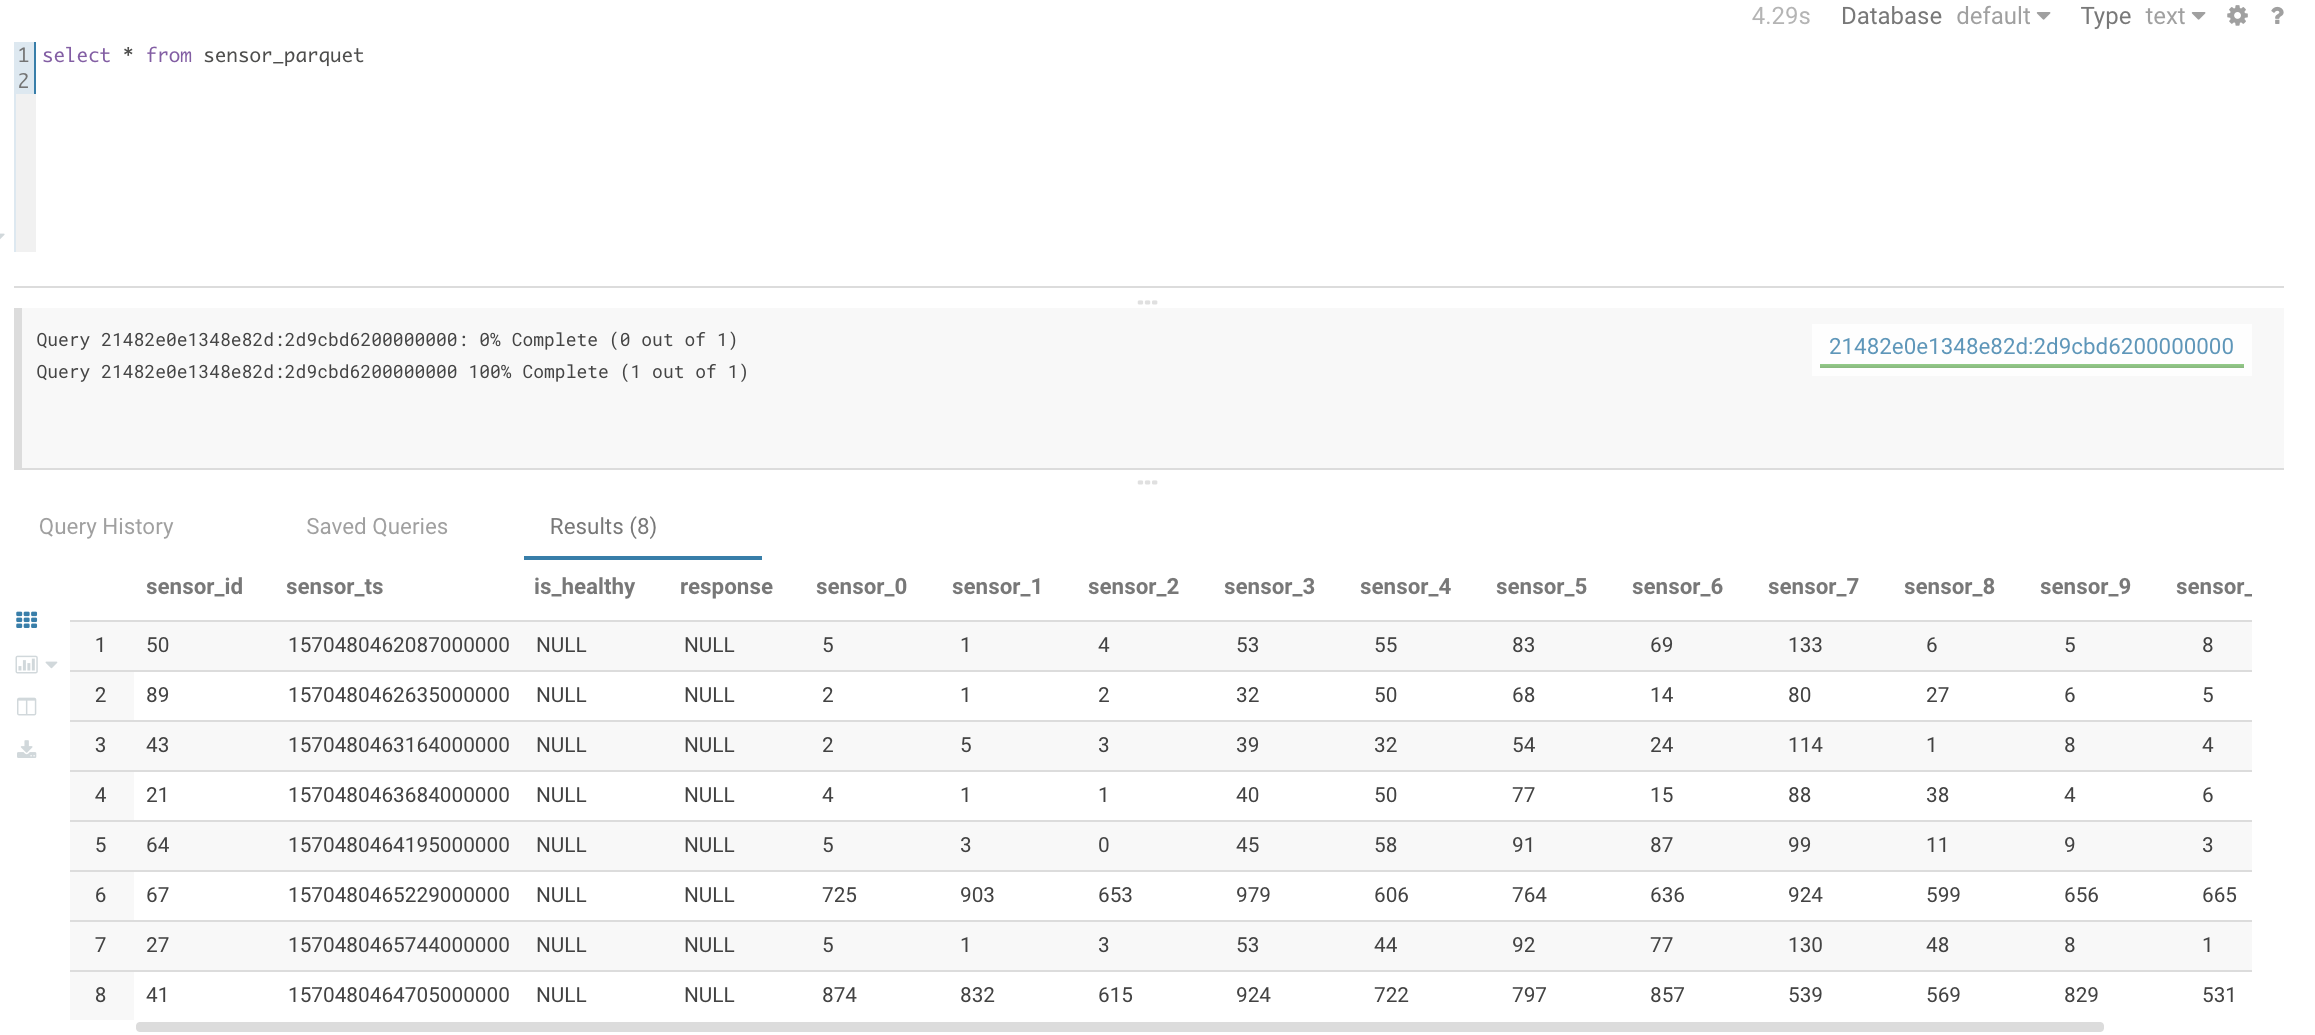 4.29s Database default Type text ?
1 select * from sensor_parquet
2
Query 21482e0e1348e82d:2d9cbd6200000000: 0% Complete (0 out of 1)
21482e0e1348e82d:2d9cbd6200000000
Query 21482e0e1348e82d:2d9cbd6200000000 100% Complete (1 out of 1)
Query History Saved Queries Results (8)
sensor_id sensor_ts is_healthy response sensor_0 sensor_1 sensor_2 sensor_3 sensor_4 sensor_5 sensor_6 sensor_7 sensor_8 sensor_9 sensor_
1 50 1570480462087000000 NULL NULL 5 1 4 53 55 83 69 133 6 5 8
2 89 1570480462635000000 NULL NULL 2 1 2 32 50 68 14 80 27 6 5
3 43 1570480463164000000 NULL NULL 2 5 3 39 32 54 24 114 1 8 4
4 21 1570480463684000000 NULL NULL 4 1 1 40 50 77 15 88 38 4 6
5 64 1570480464195000000 NULL NULL 5 3 0 45 58 91 87 99 11 9 3
6 67 1570480465229000000 NULL NULL 725 903 653 979 606 764 636 924 599 656 665
7 27 1570480465744000000 NULL NULL 5 1 3 53 44 92 77 130 48 8 1
8 41 1570480464705000000 NULL NULL 874 832 615 924 722 797 857 539 569 829 531